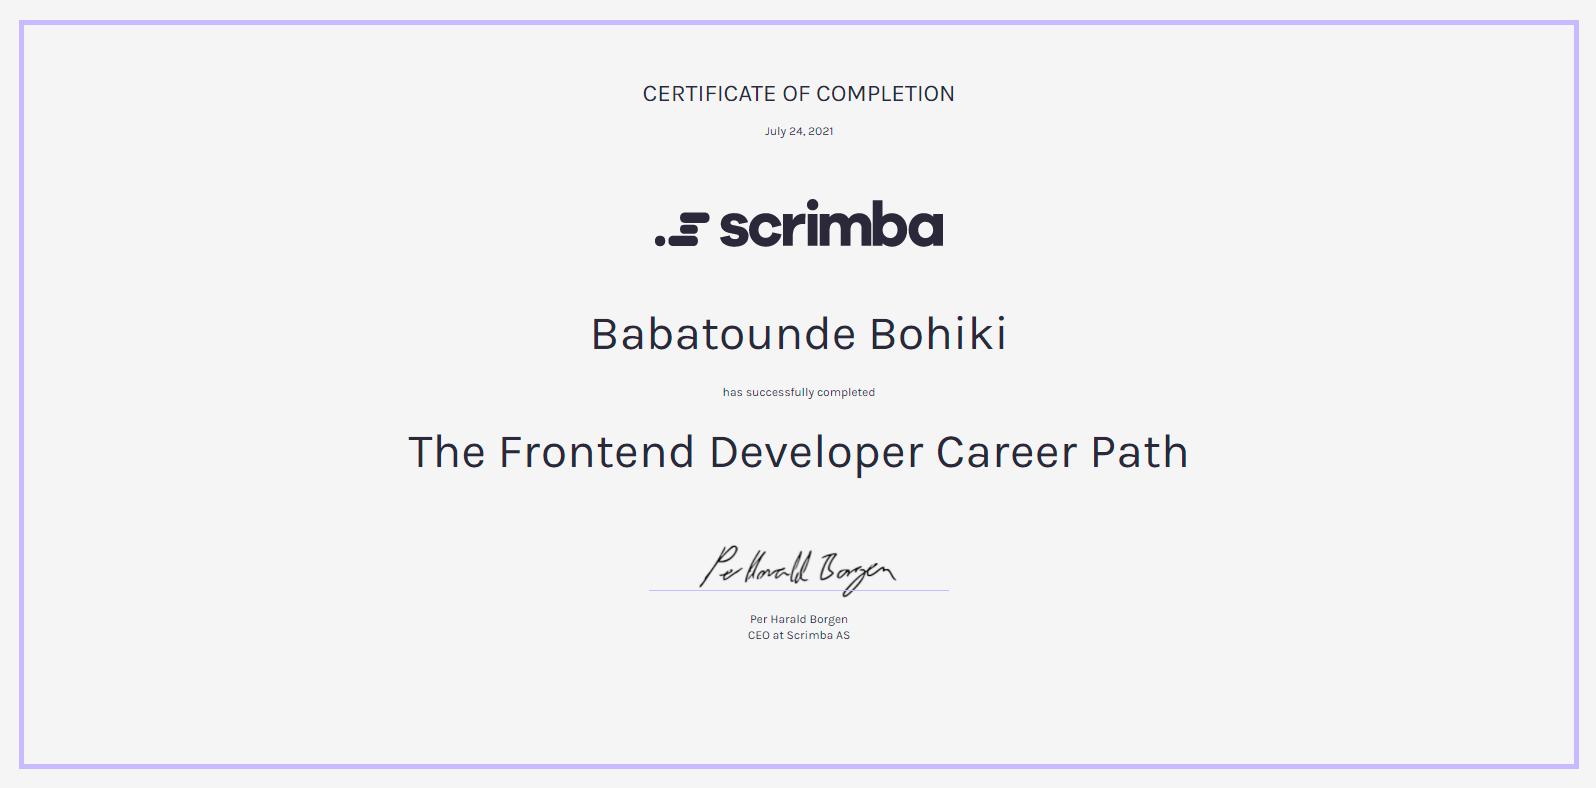 CERTIFICATE OF COMPLETION
July 24, 2021
scrimba
Babatounde Bohiki
has successfully completed
The Frontend Developer Career Path
Per Harald Borgen
Per Harald Borgen
CEO at Scrimba AS